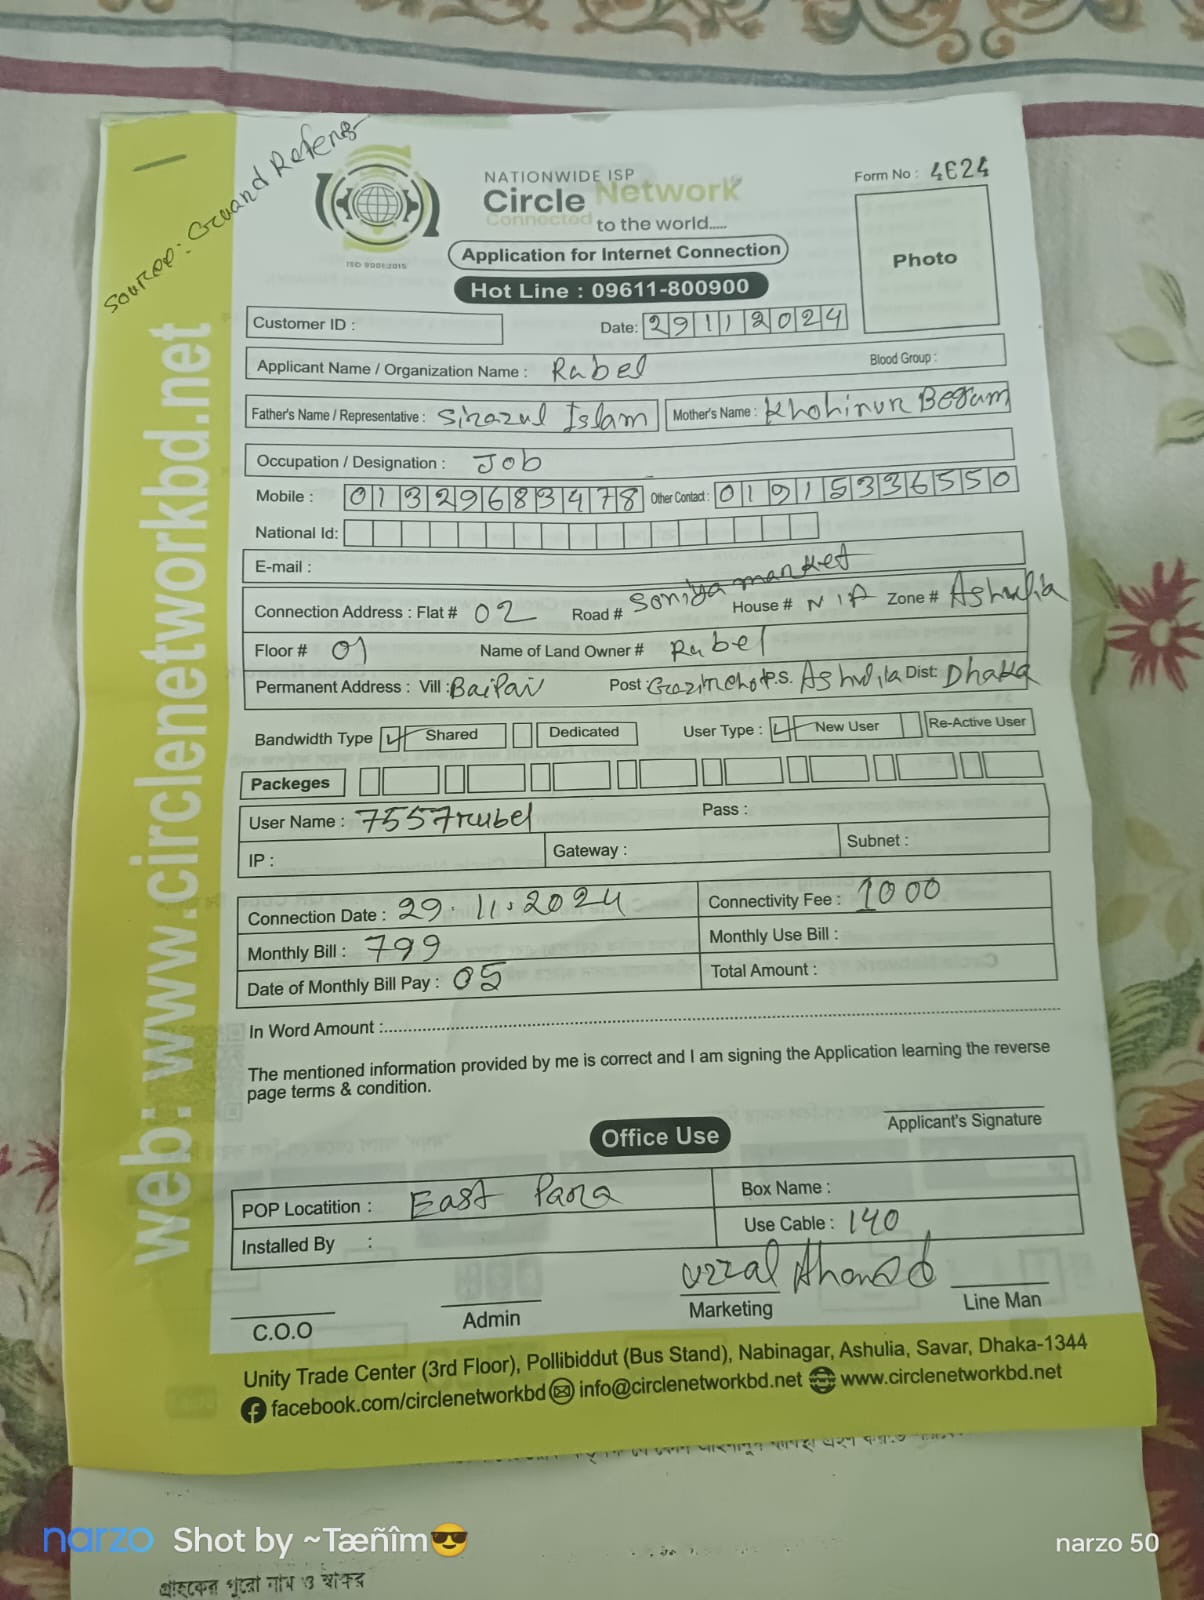 Source: Ground Refens
NATIONWIDE ISP
Circle Network
Connected to the world.....
ISO 9001:2015
Form No : 4624
Photo
Application for Internet Connection
Hot Line : 09611-800900
Customer ID :
Date: 29112024
Applicant Name / Organization Name : Rubel
Blood Group :
Father's Name / Representative : Sirazul Islam Mother's Name : Khohinur Begum
Occupation / Designation : Job
Mobile : 01329683478 Other Contact : 01915336550
National Id:
E-mail :
Connection Address : Flat # 02 Road # Soniya market House # N/A Zone # Ashulia
Floor # 01 Name of Land Owner # Rubel
Permanent Address : Vill : Baipai Post : P.S. Ashulia Dist: Dhaka
Bandwidth Type Shared Dedicated User Type : New User Re-Active User
Packeges
User Name : 7557rubel Pass :
IP : Gateway : Subnet :
Connection Date : 29.11.2024 Connectivity Fee : 1000
Monthly Bill : 799 Monthly Use Bill :
Date of Monthly Bill Pay : 05 Total Amount :
In Word Amount :
The mentioned information provided by me is correct and I am signing the Application learning the reverse
page terms & condition.
Applicant's Signature
Office Use
POP Locatition : East Para Box Name :
Installed By : Use Cable : 140
uzzal Ahamed
C.O.O Admin Marketing Line Man
Unity Trade Center (3rd Floor), Pollibiddut (Bus Stand), Nabinagar, Ashulia, Savar, Dhaka-1344
facebook.com/circlenetworkbd info@circlenetworkbd.net www.circlenetworkbd.net
web: www.circlenetworkbd.net
গ্রাহকের পুরো নাম ও স্বাক্ষর
narzo Shot by ~Tæñîm😎
narzo 50